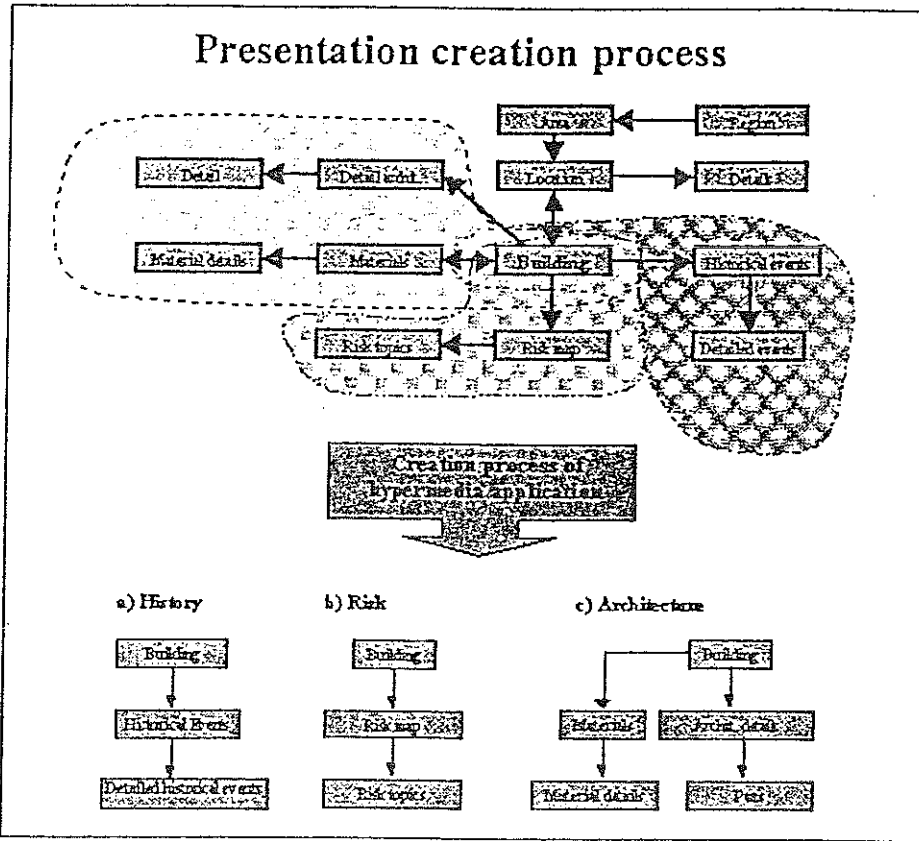 Presentation creation process
Area
Region
Detail
Location
Details
Material details
Materials
Building
Historical events
Risk topics
Risk map
Detailed events
Creation process of
hypermedia application
a) History
b) Risk
c) Architecture
Building
Building
Building
Historical Events
Risk map
Materials
details
Detailed historical events
Risk topics
Material details